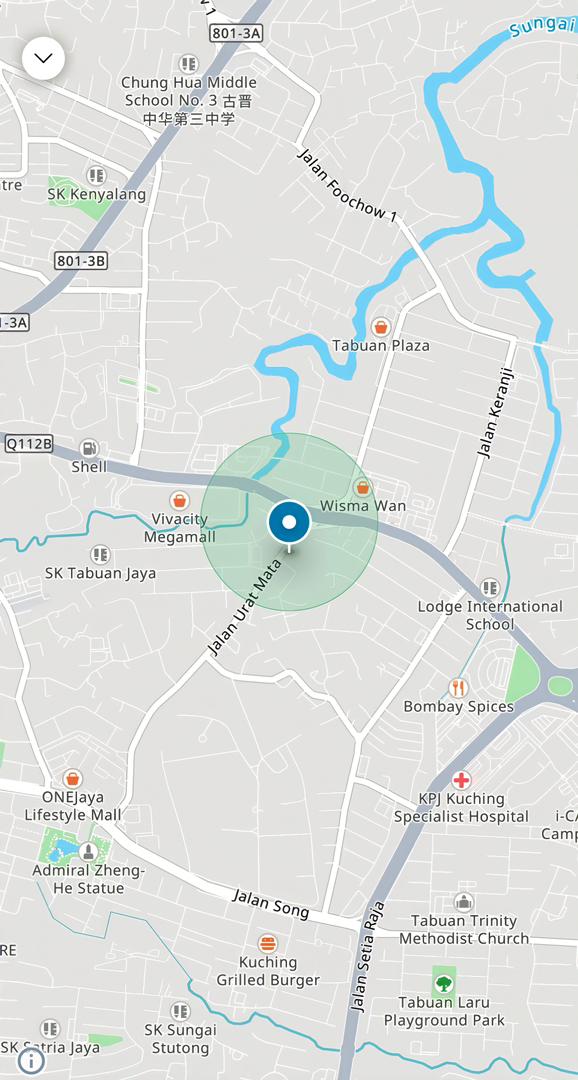 Sungai
801-3A
Chung Hua Middle
School No. 3 古晋
中华第三中学
Jalan Foochow 1
tre
SK Kenyalang
801-3B
-3A
Tabuan Plaza
Jalan Keranji
Q112B
Shell
Wisma Wan
Vivacity
Megamall
SK Tabuan Jaya
Jalan Urat Mata
Lodge International
School
Bombay Spices
ONEJaya
Lifestyle Mall
KPJ Kuching
Specialist Hospital
i-CA
Camp
Admiral Zheng-
He Statue
Jalan Song
Jalan Setia Raja
Tabuan Trinity
Methodist Church
RE
Kuching
Grilled Burger
Tabuan Laru
Playground Park
SK Sungai
Stutong
SK Satria Jaya